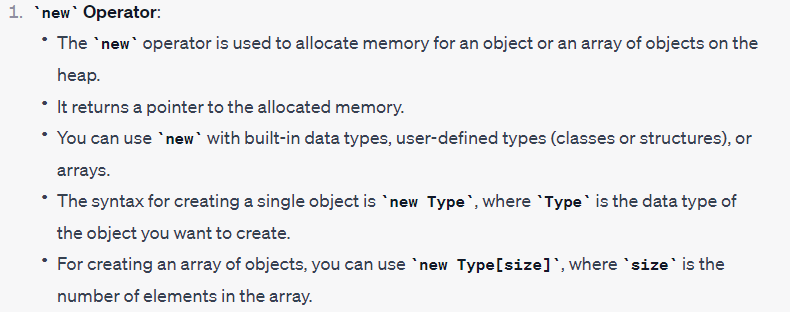 1. `new` Operator:
• The `new` operator is used to allocate memory for an object or an array of objects on the
heap.
• It returns a pointer to the allocated memory.
• You can use `new` with built-in data types, user-defined types (classes or structures), or
arrays.
• The syntax for creating a single object is `new Type`, where `Type` is the data type of
the object you want to create.
• For creating an array of objects, you can use `new Type[size]`, where `size` is the
number of elements in the array.